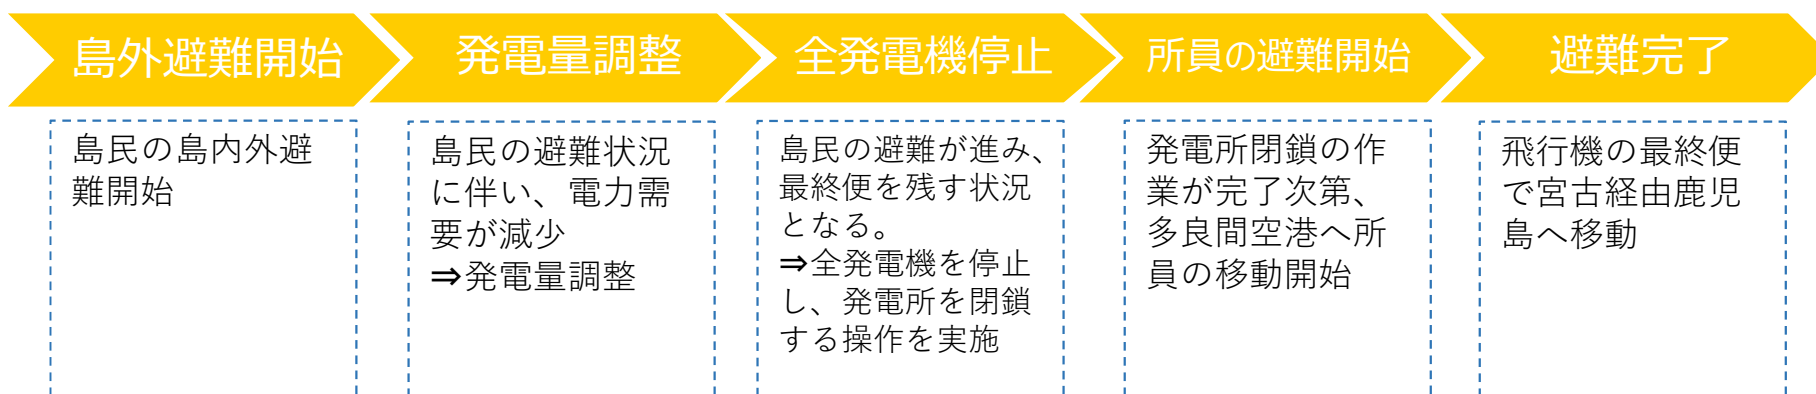 島外避難開始
発電量調整
全発電機停止
所員の避難開始
避難完了
島民の島内外避
難開始
島民の避難状況
に伴い、電力需
要が減少
⇒発電量調整
島民の避難が進み、
最終便を残す状況
となる。
⇒全発電機を停止
し、発電所を閉鎖
する操作を実施
発電所閉鎖の作
業が完了次第、
多良間空港へ所
員の移動開始
飛行機の最終便
で宮古経由鹿児
島へ移動